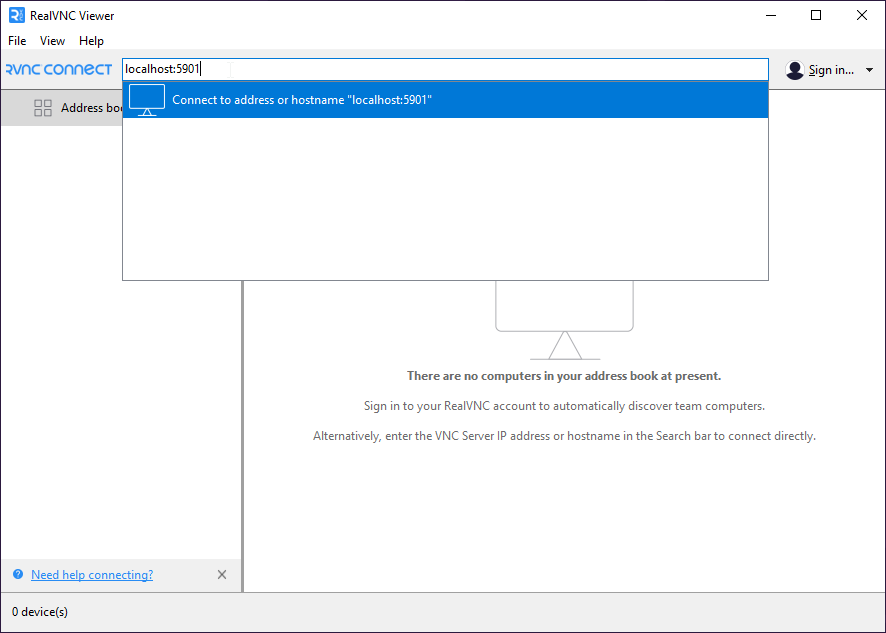 RealVNC Viewer
File View Help
RVNC CONNECT localhost:5901 Sign in...
Address boo
Connect to address or hostname "localhost:5901"
There are no computers in your address book at present.
Sign in to your RealVNC account to automatically discover team computers.
Alternatively, enter the VNC Server IP address or hostname in the Search bar to connect directly.
Need help connecting?
0 device(s)